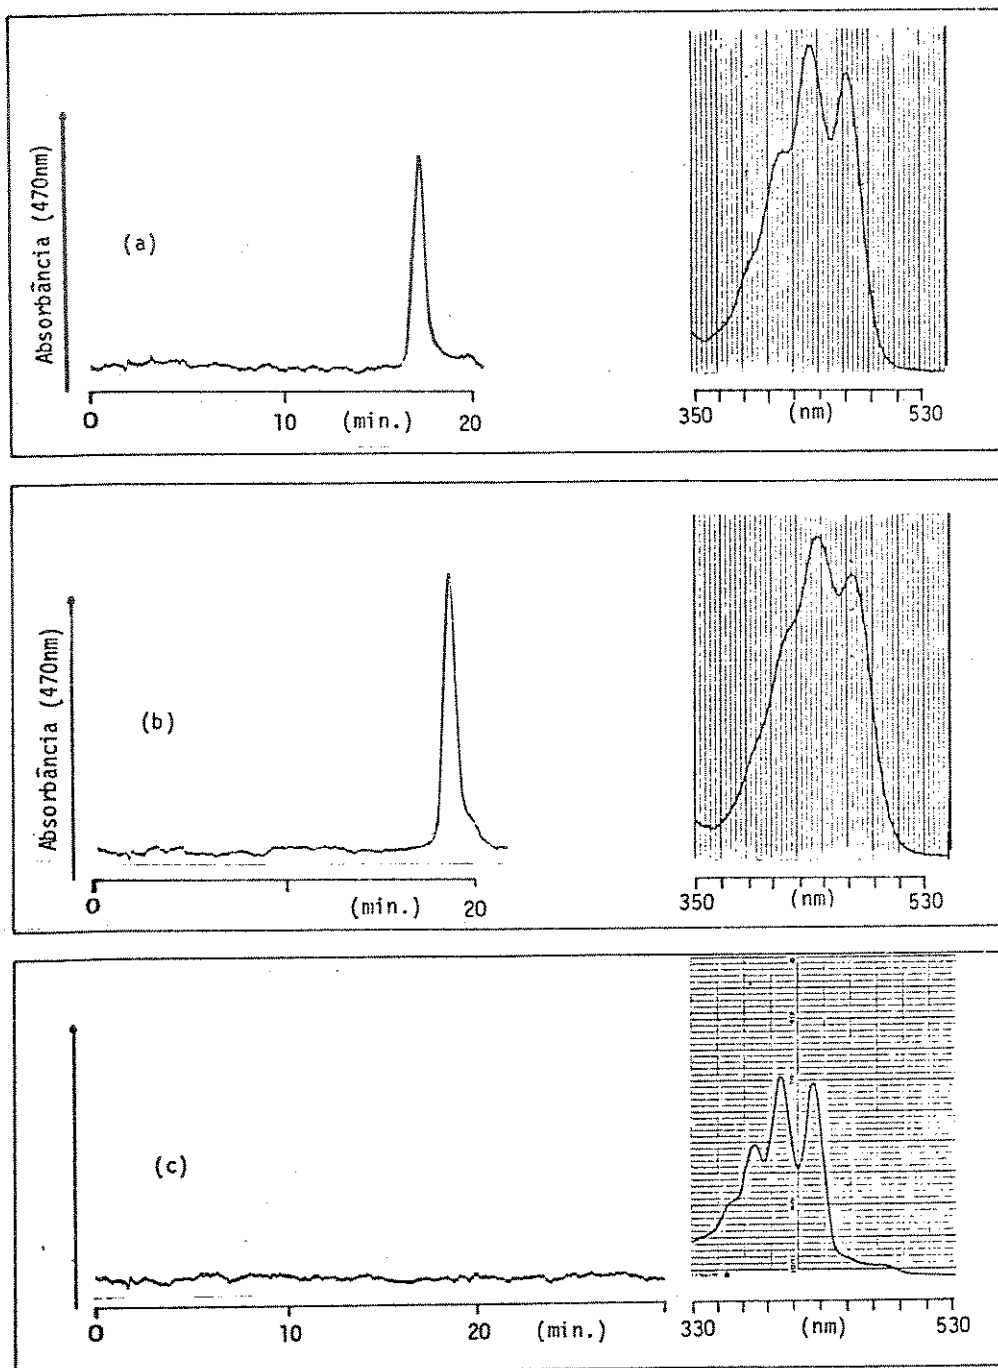 Absorbância (470nm)
(a)
0 10 (min.) 20
350 (nm) 530
Absorbância (470nm)
(b)
0 (min.) 20
350 (nm) 530
(c)
0 10 20 (min.)
330 (nm) 530